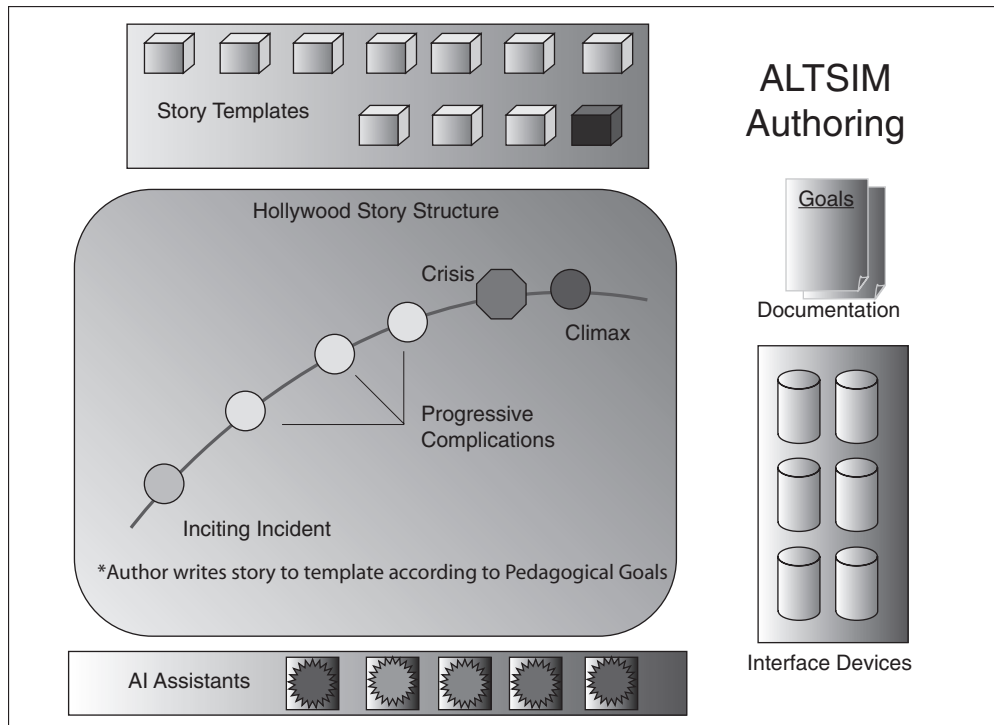 Story Templates
ALTSIM
Authoring
Hollywood Story Structure
Crisis
Climax
Progressive
Complications
Inciting Incident
*Author writes story to template according to Pedagogical Goals
Goals
Documentation
Interface Devices
AI Assistants